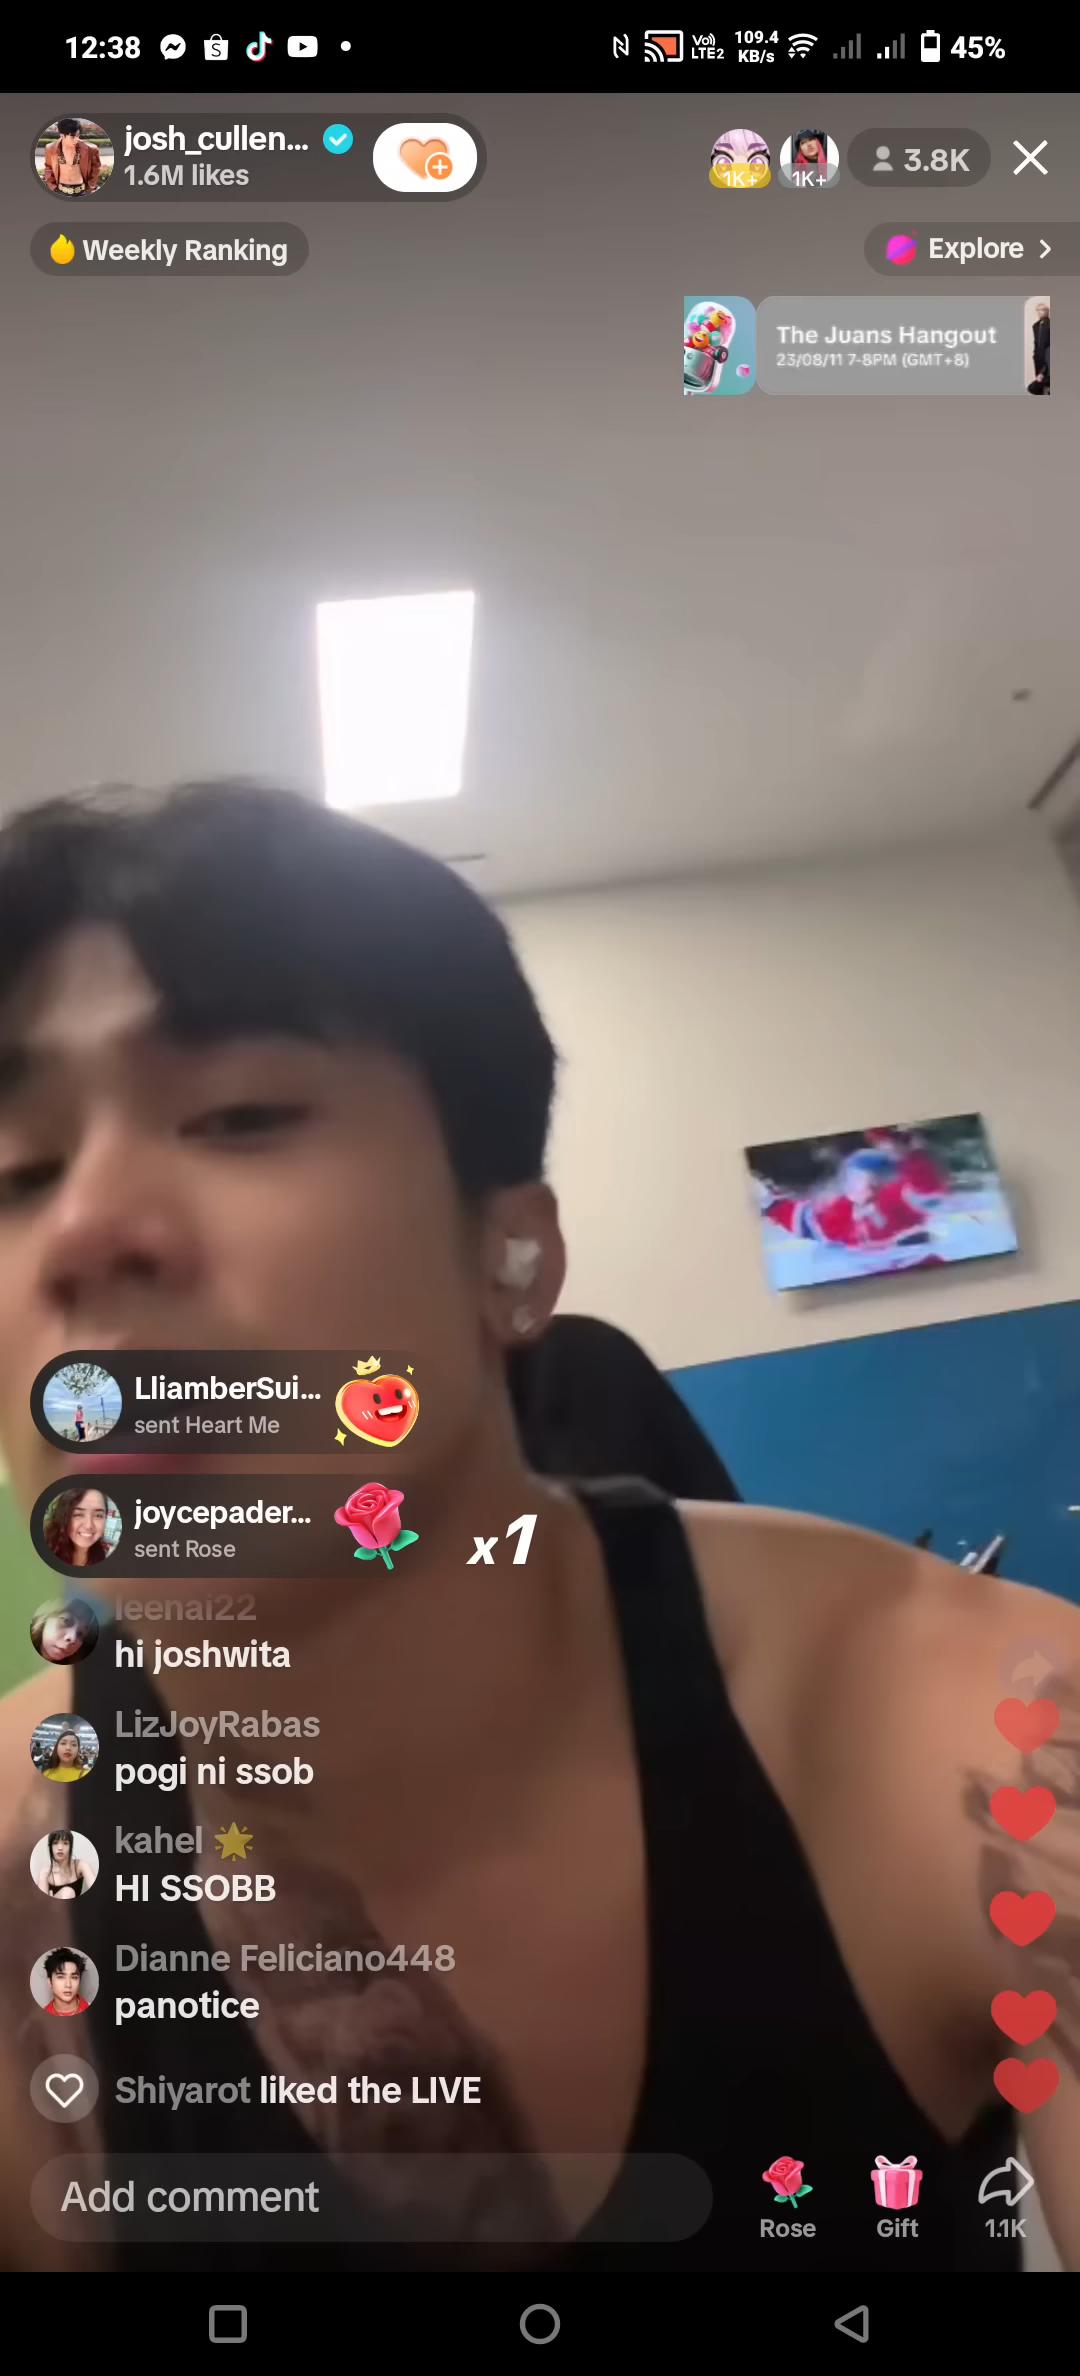 12:38
Vo))
LTE2
109.4
KB/s
45%
josh_cullen...
1.6M likes
1K+
1K+
3.8K
Weekly Ranking
Explore
The Juans Hangout
23/08/11 7-8PM (GMT+8)
LliamberSui...
sent Heart Me
joycepader...
sent Rose
x1
leenai22
hi joshwita
LizJoyRabas
pogi ni ssob
kahel 🌟
HI SSOBB
Dianne Feliciano448
panotice
Shiyarot liked the LIVE
Add comment
Rose
Gift
1.1K